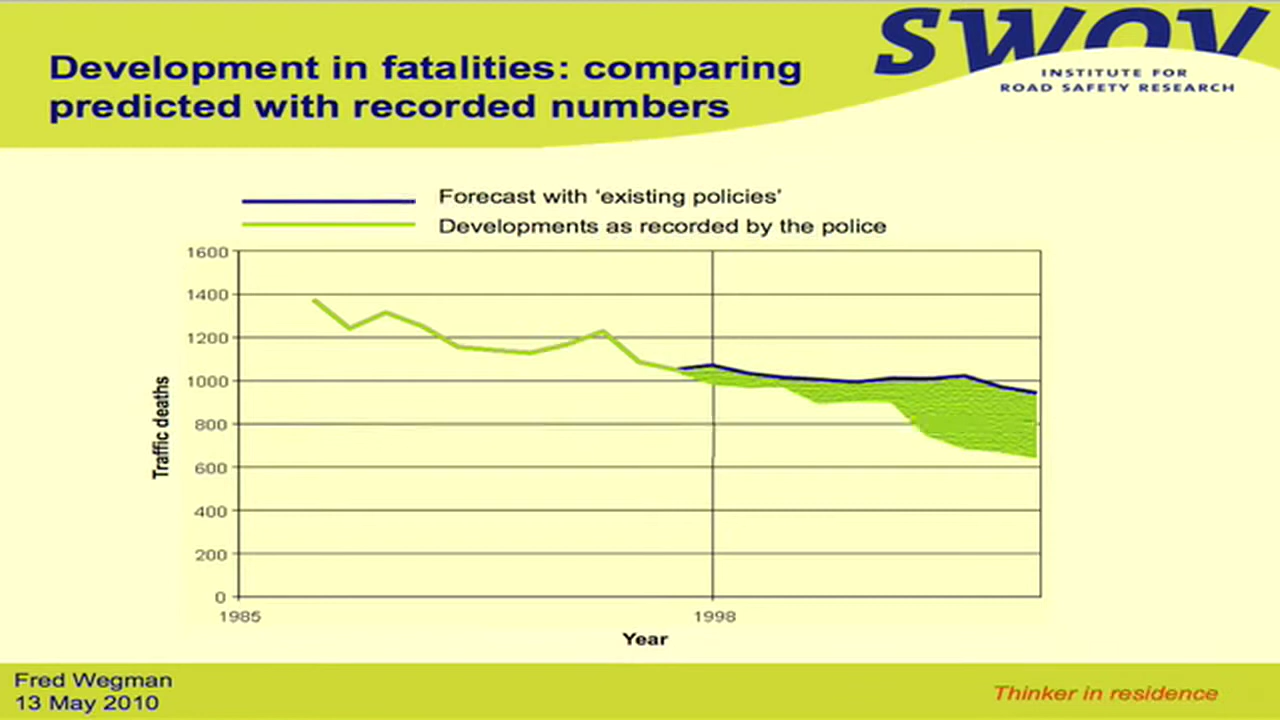 Development in fatalities: comparing
predicted with recorded numbers
SWOV
INSTITUTE FOR
ROAD SAFETY RESEARCH
Forecast with ‘existing policies’
Developments as recorded by the police
1600
1400
1200
1000
800
600
400
200
0
Traffic deaths
1985
1998
Year
Fred Wegman
13 May 2010
Thinker in residence